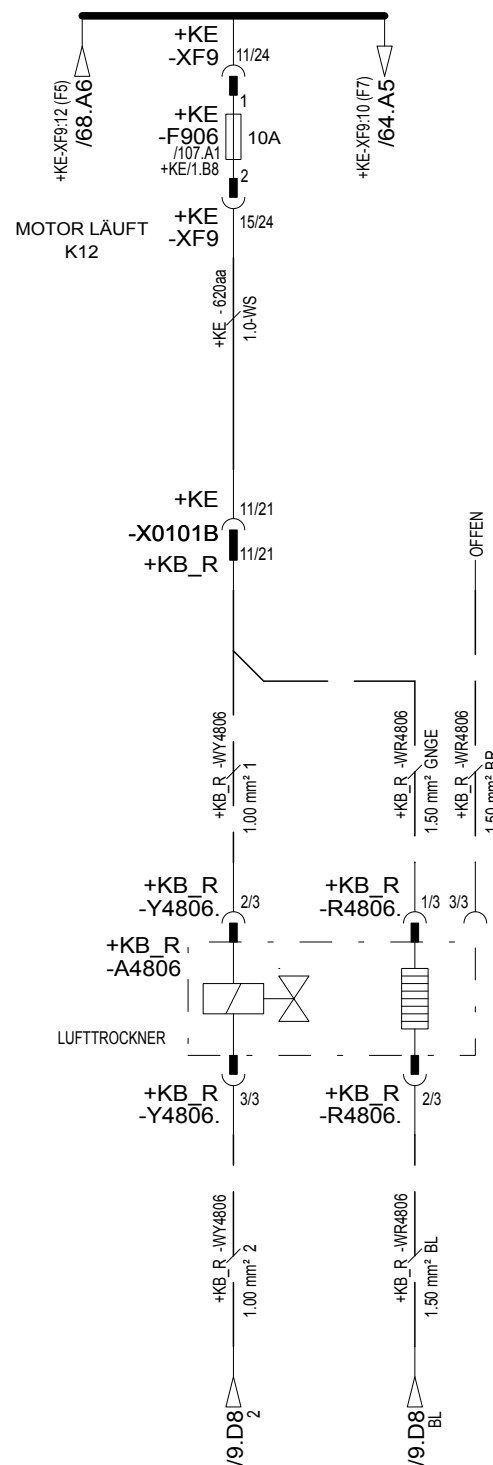 +KE
-XF9
11/24
+KE-XF9:12 (F5)
/68.A6
+KE-XF9:10 (F7)
/64.A5
1
+KE
-F906
/107.A1
+KE/1.B8
10A
2
+KE
-XF9
15/24
MOTOR LÄUFT
K12
+KE - 620aa
1.0-WS
+KE
11/21
-X0101B
+KB_R
11/21
OFFEN
+KB_R -WY4806
1.00 mm² 1
+KB_R -WR4806
1.50 mm² GNGE
+KB_R -WR4806
1.50 mm² BR
+KB_R
-Y4806.
2/3
+KB_R
-R4806.
1/3
3/3
+KB_R
-A4806
LUFTTROCKNER
+KB_R
-Y4806.
3/3
+KB_R
-R4806.
2/3
+KB_R -WY4806
1.00 mm² 2
+KB_R -WR4806
1.50 mm² BL
/9.D8
2
/9.D8
BL